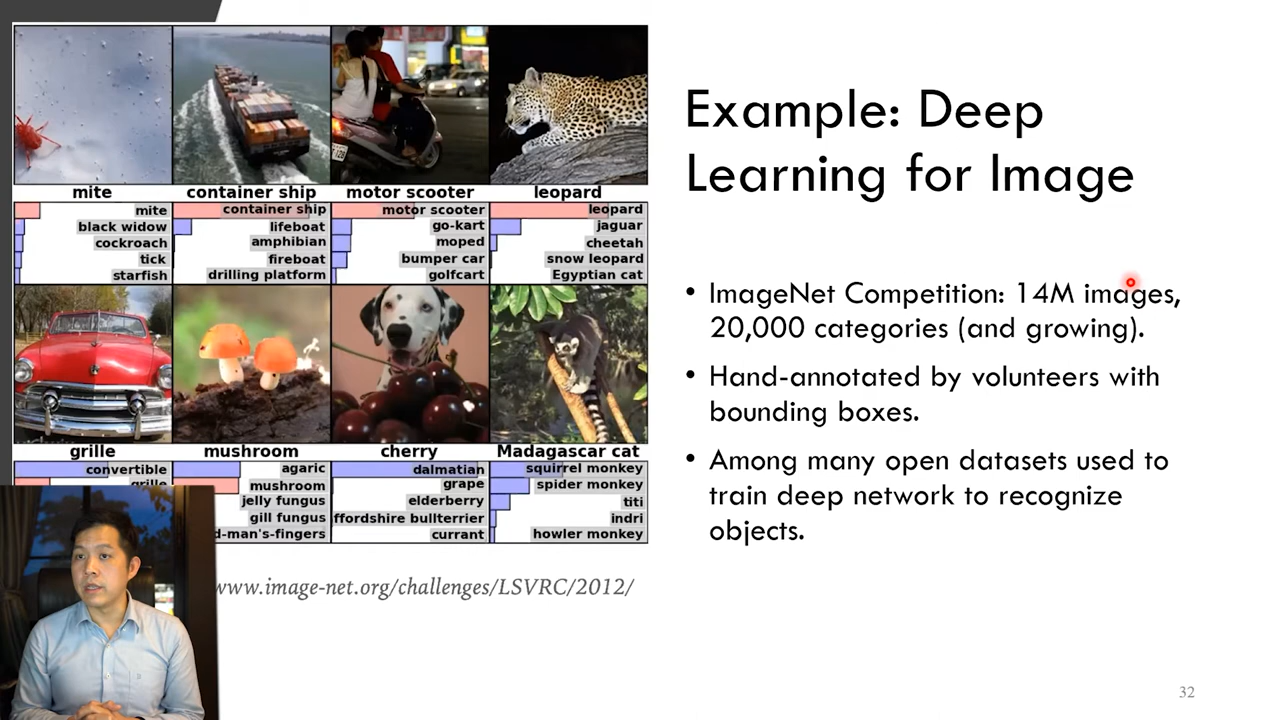 mite
container ship
motor scooter
leopard
mite
black widow
cockroach
tick
starfish
container ship
lifeboat
amphibian
fireboat
drilling platform
motor scooter
go-kart
moped
bumper car
golfcart
leopard
jaguar
cheetah
snow leopard
Egyptian cat
grille
mushroom
cherry
Madagascar cat
convertible
grille
agaric
mushroom
jelly fungus
gill fungus
d-man's-fingers
dalmatian
grape
elderberry
ffordshire bullterrier
currant
squirrel monkey
spider monkey
titi
indri
howler monkey
www.image-net.org/challenges/LSVRC/2012/
Example: Deep
Learning for Image
• ImageNet Competition: 14M images,
20,000 categories (and growing).
• Hand-annotated by volunteers with
bounding boxes.
• Among many open datasets used to
train deep network to recognize
objects.
32